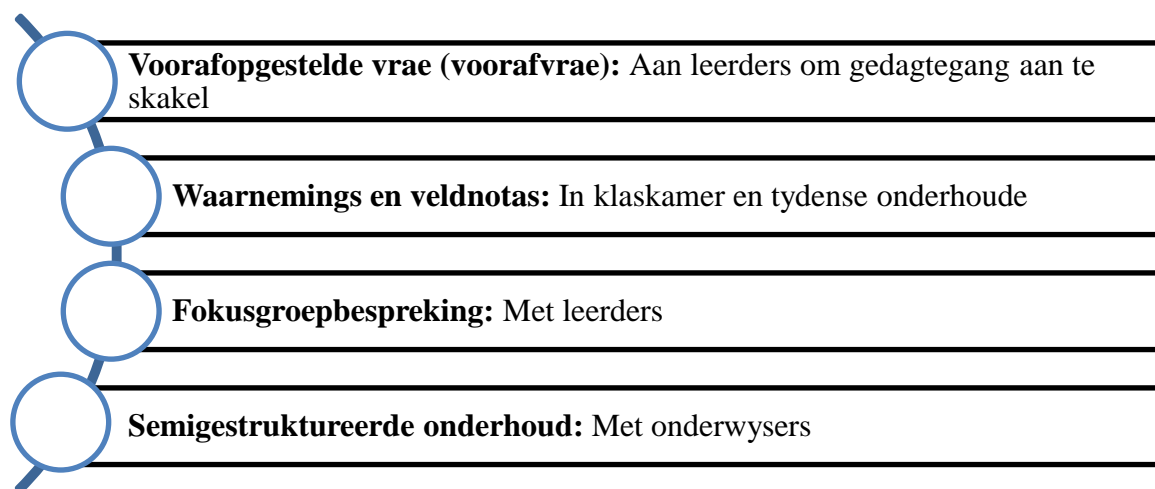 Voorafopgestelde vrae (voorafvrae): Aan leerders om gedagtegang aan te
skakel
Waarnemings en veldnotas: In klaskamer en tydense onderhoude
Fokusgroepbespreking: Met leerders
Semigestruktureerde onderhoud: Met onderwysers